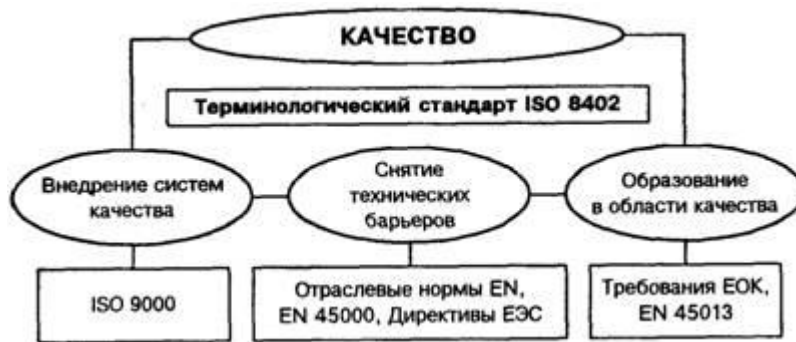 КАЧЕСТВО
Терминологический стандарт ISO 8402
Внедрение систем
качества
Снятие
технических
барьеров
Образование
в области качества
ISO 9000
Отраслевые нормы EN,
EN 45000, Директивы ЕЭС
Требования ЕОК,
EN 45013